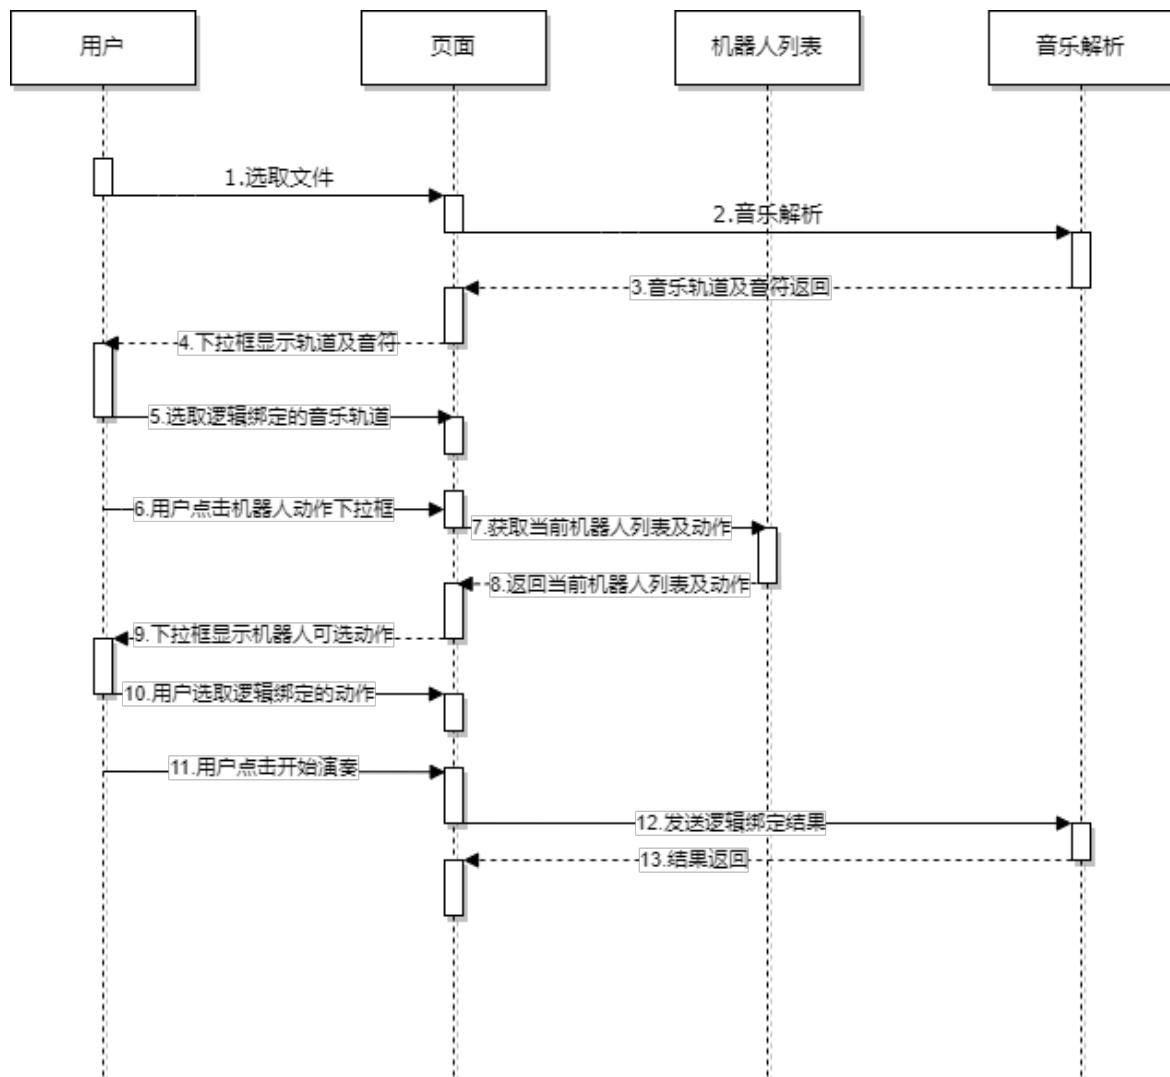 用户
页面
机器人列表
音乐解析
1.选取文件
2.音乐解析
3.音乐轨道及音符返回
4.下拉框显示轨道及音符
5.选取逻辑绑定的音乐轨道
6.用户点击机器人动作下拉框
7.获取当前机器人列表及动作
8.返回当前机器人列表及动作
9.下拉框显示机器人可选动作
10.用户选取逻辑绑定的动作
11.用户点击开始演奏
12.发送逻辑绑定结果
13.结果返回